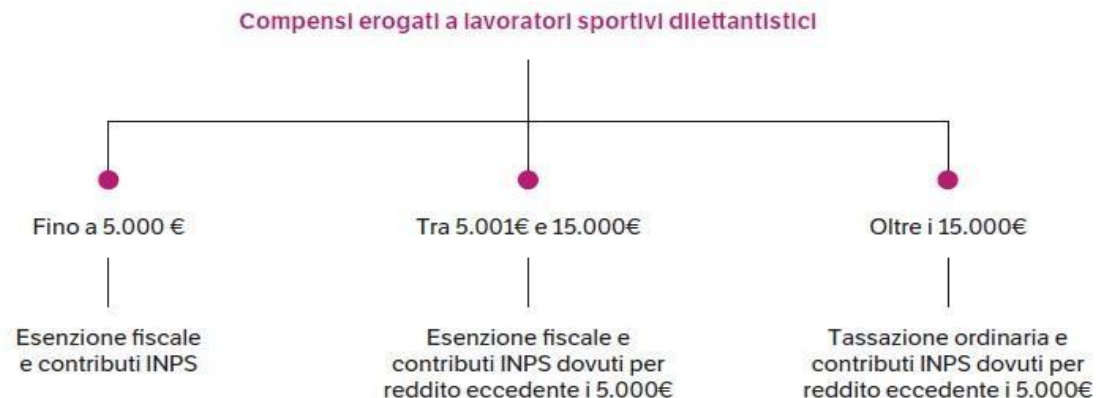 Compensi erogati a lavoratori sportivi dilettantistici
Fino a 5.000 €
Esenzione fiscale
e contributi INPS
Tra 5.001€ e 15.000€
Esenzione fiscale e
contributi INPS dovuti per
reddito eccedente i 5.000€
Oltre i 15.000€
Tassazione ordinaria e
contributi INPS dovuti per
reddito eccedente i 5.000€